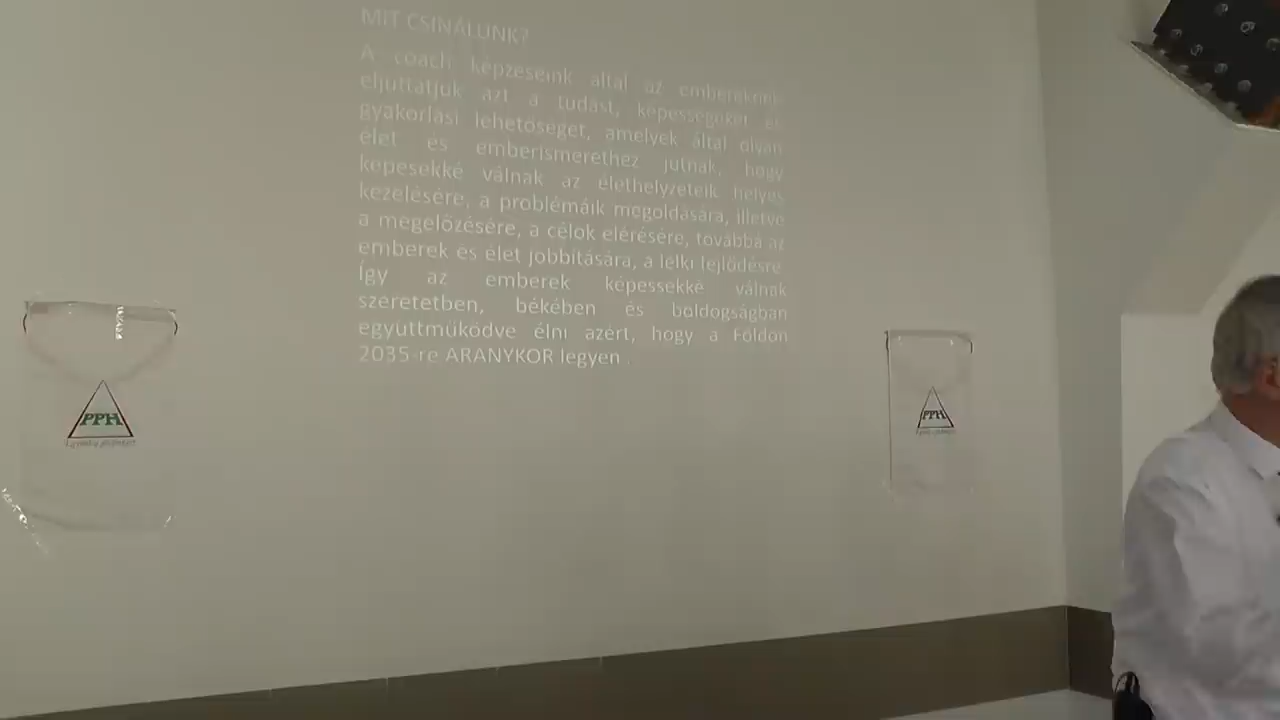 MIT CSINÁLUNK?
A coach képzéseink által az embereknek
eljuttatjuk azt a tudást, képességeket és
gyakorlási lehetőséget, amelyek által olyan
élet és emberismerethez jutnak, hogy
képesekké válnak az élethelyzeteik helyes
kezelésére, a problémáik megoldására, illetve
a megelőzésére, a célok elérésére, továbbá az
emberek és élet jobbítására, a lelki fejlődésre
Így az emberek képessekké válnak
szeretetben, békében és boldogságban
együttműködve élni azért, hogy a Földön
2035-re ARANYKOR legyen .
PPH
PPH